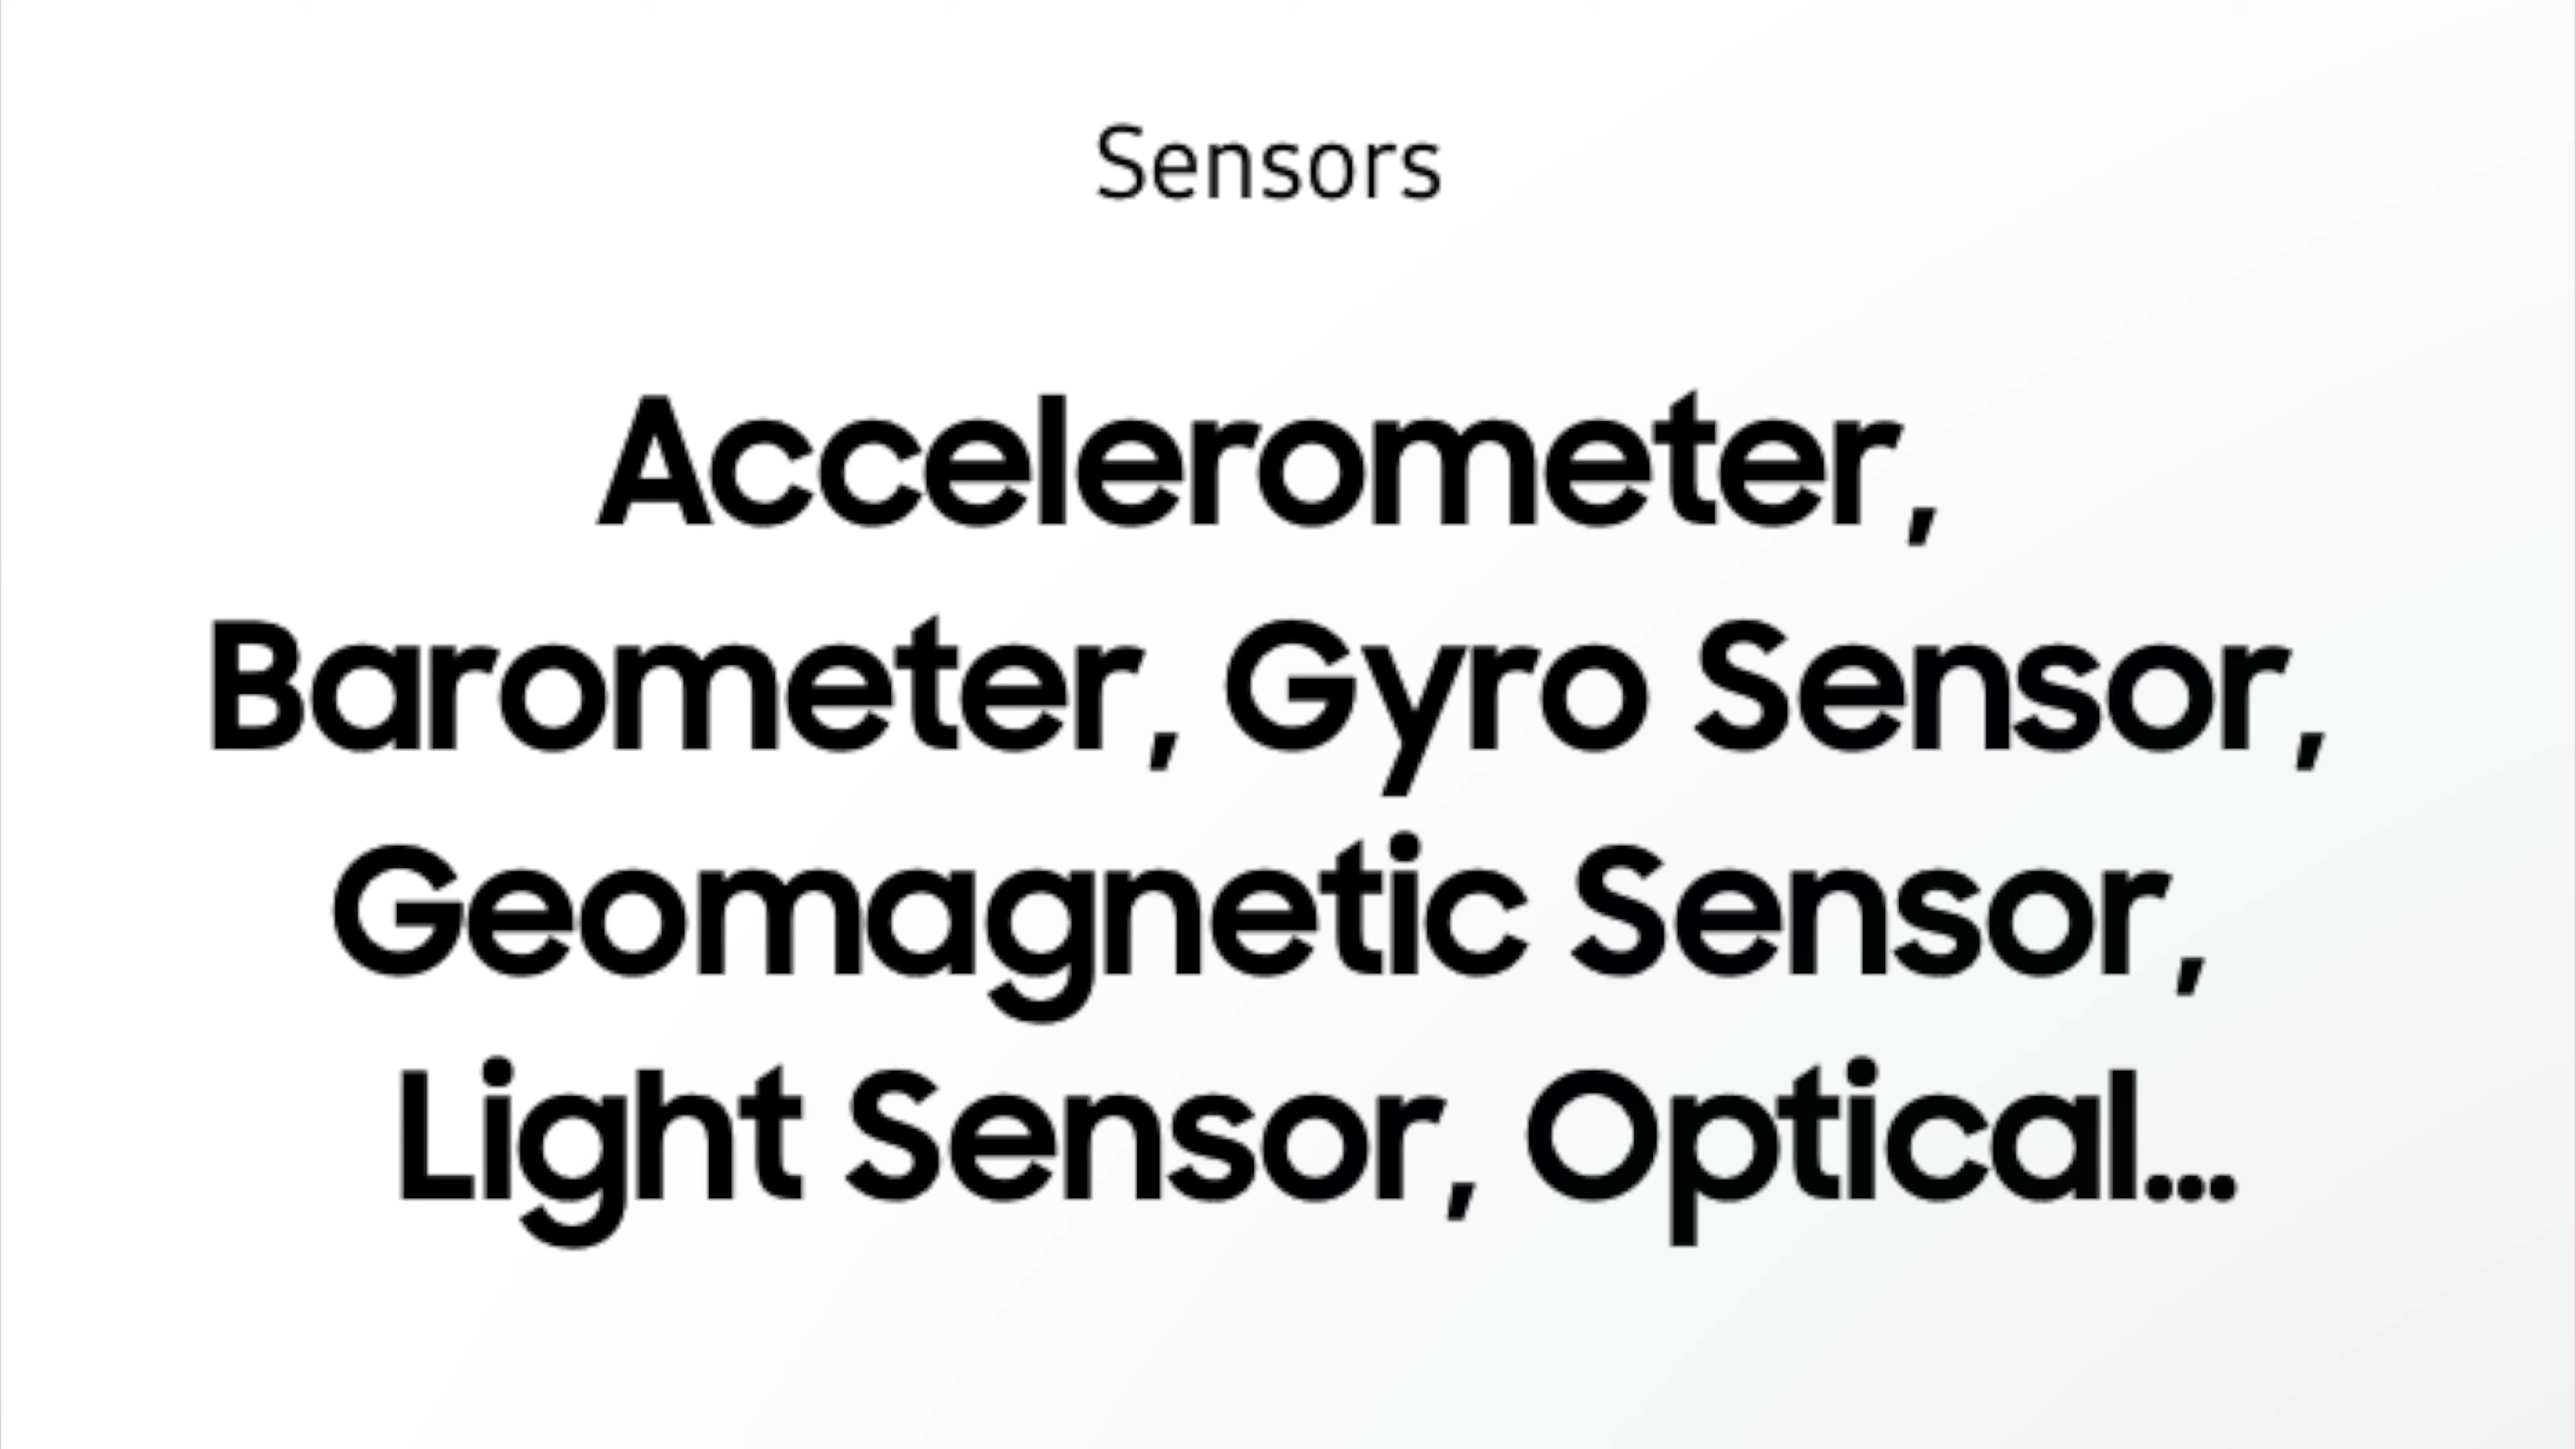 Sensors
Accelerometer,
Barometer, Gyro Sensor,
Geomagnetic Sensor,
Light Sensor, Optical...